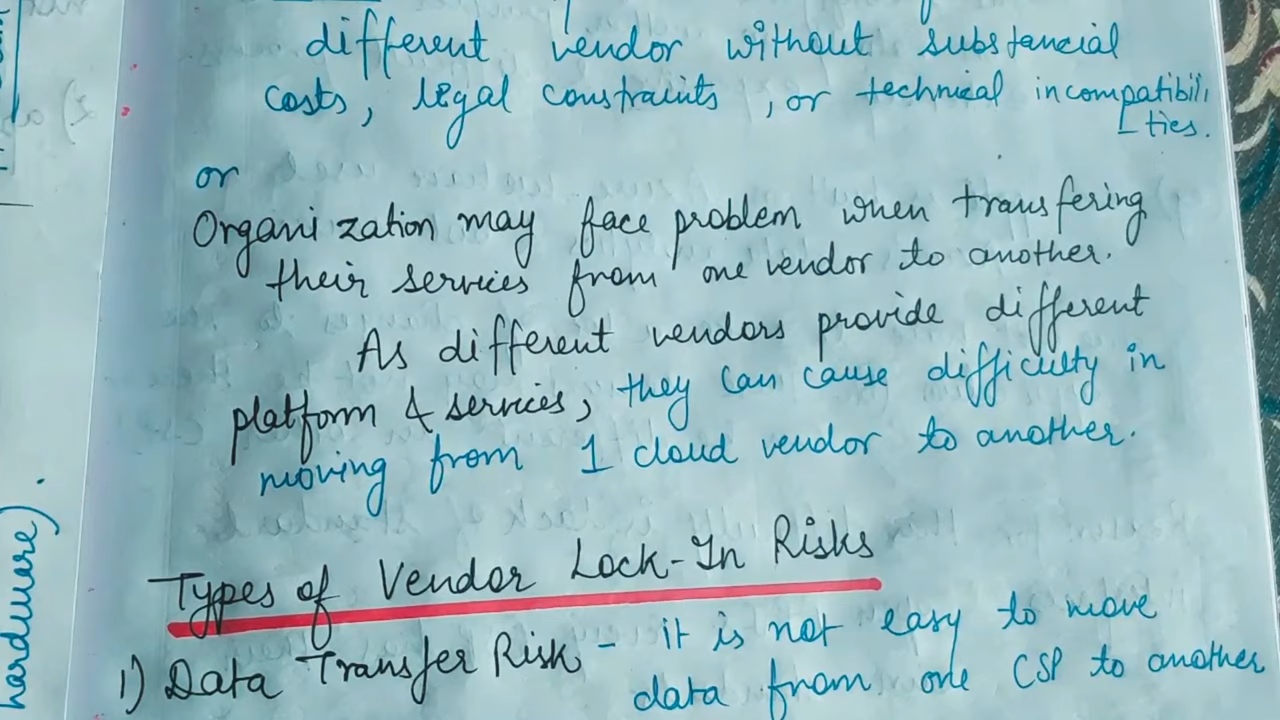 different vendor without substancial
costs, legal constraints, or technical incompatibili
ties.
or
Organization may face problem when transfering
their services from one vendor to another.
As different vendors provide different
platform & services, they can cause difficulty in
moving from 1 cloud vendor to another.
Types of Vendor Lock-In Risks
1) Data Transfer Risk - it is not easy to move
data from one CSP to another
hardware).